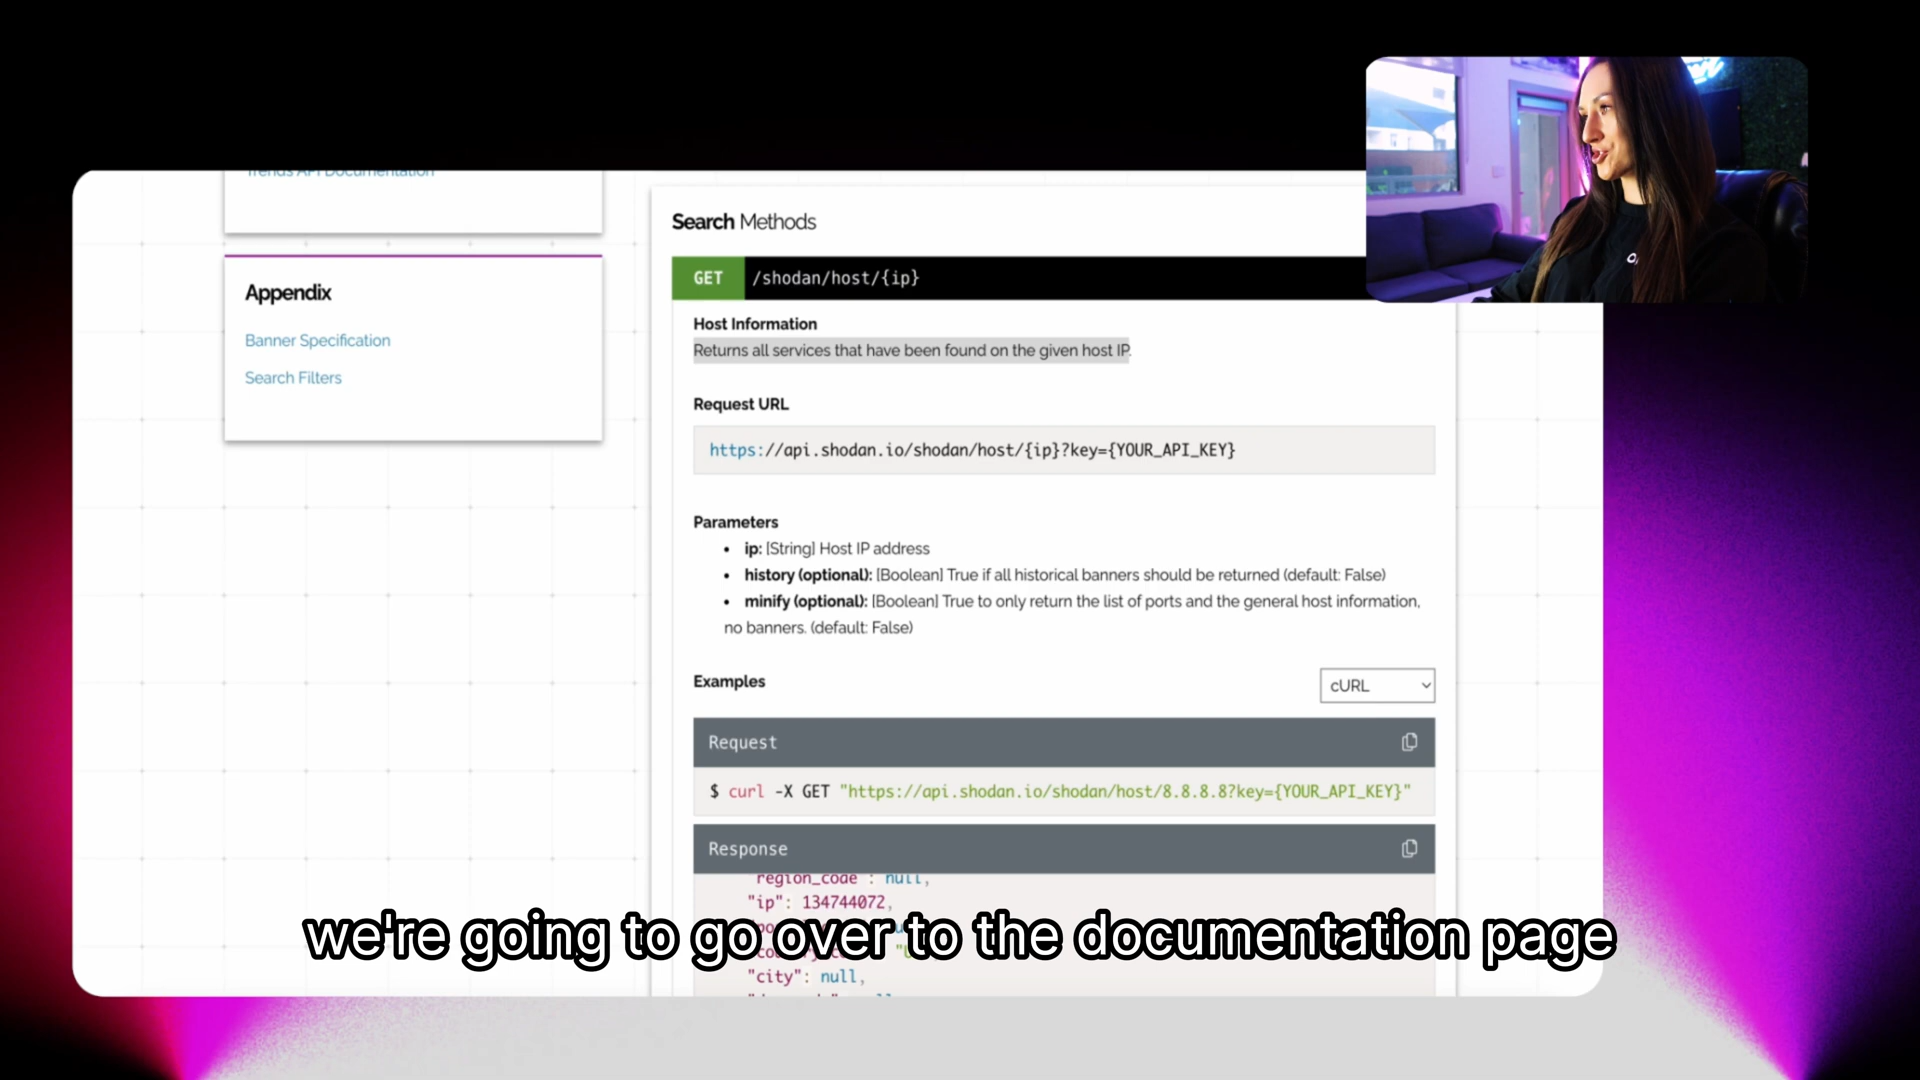 Trends API Documentation
Appendix
Banner Specification
Search Filters
Search Methods
GET /shodan/host/{ip}
Host Information
Returns all services that have been found on the given host IP.
Request URL
https://api.shodan.io/shodan/host/{ip}?key={YOUR_API_KEY}
Parameters
• ip: [String] Host IP address
• history (optional): [Boolean] True if all historical banners should be returned (default: False)
• minify (optional): [Boolean] True to only return the list of ports and the general host information,
no banners. (default: False)
Examples
cURL
Request
$ curl -X GET "https://api.shodan.io/shodan/host/8.8.8.8?key={YOUR_API_KEY}"
Response
region_code": null,
"ip": 134744072,
"city": null,
we're going to go over to the documentation page